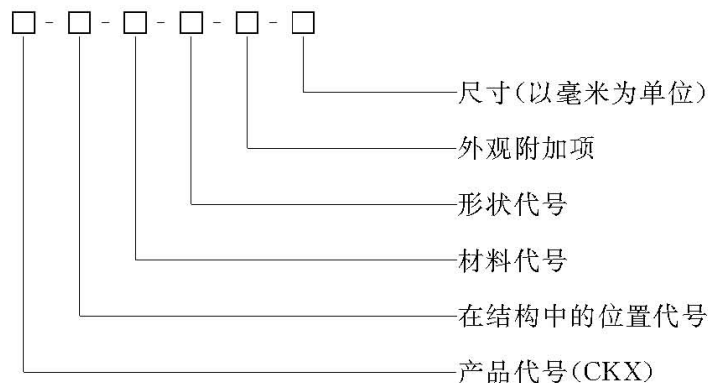 □-□-□-□-□-□
尺寸(以毫米为单位)
外观附加项
形状代号
材料代号
在结构中的位置代号
产品代号(CKX)